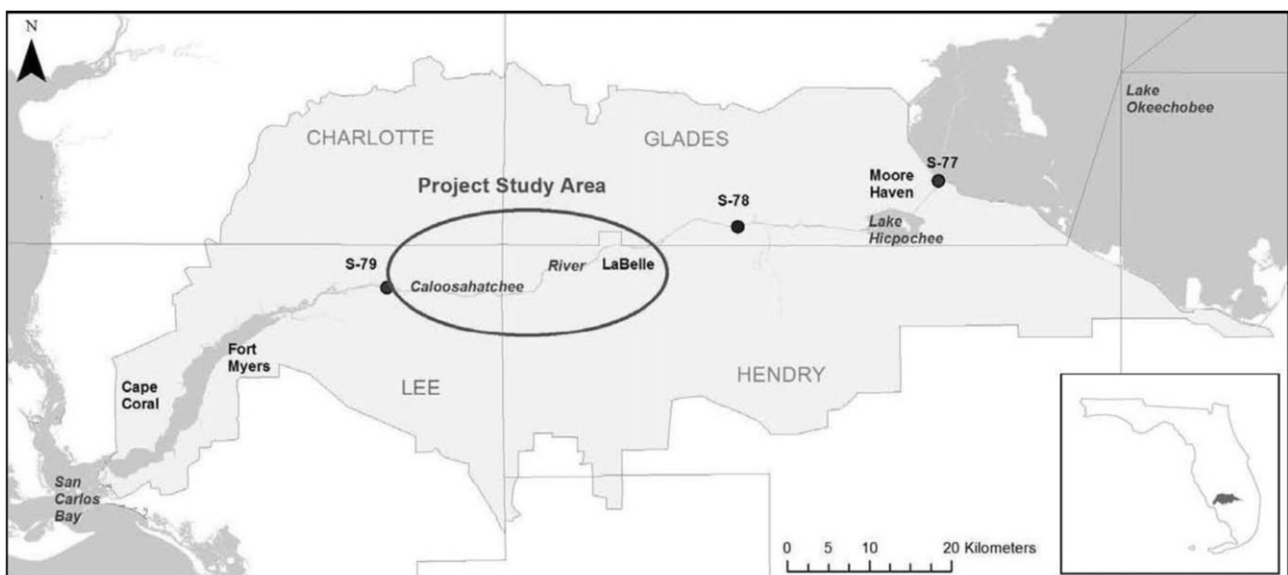 N
Lake
Okeechobee
CHARLOTTE
GLADES
S-77
Moore
Haven
Project Study Area
S-78
Lake
Hicpochee
S-79
River
LaBelle
Caloosahatchee
Fort
Myers
Cape
Coral
LEE
HENDRY
San
Carlos
Bay
0 5 10 20 Kilometers